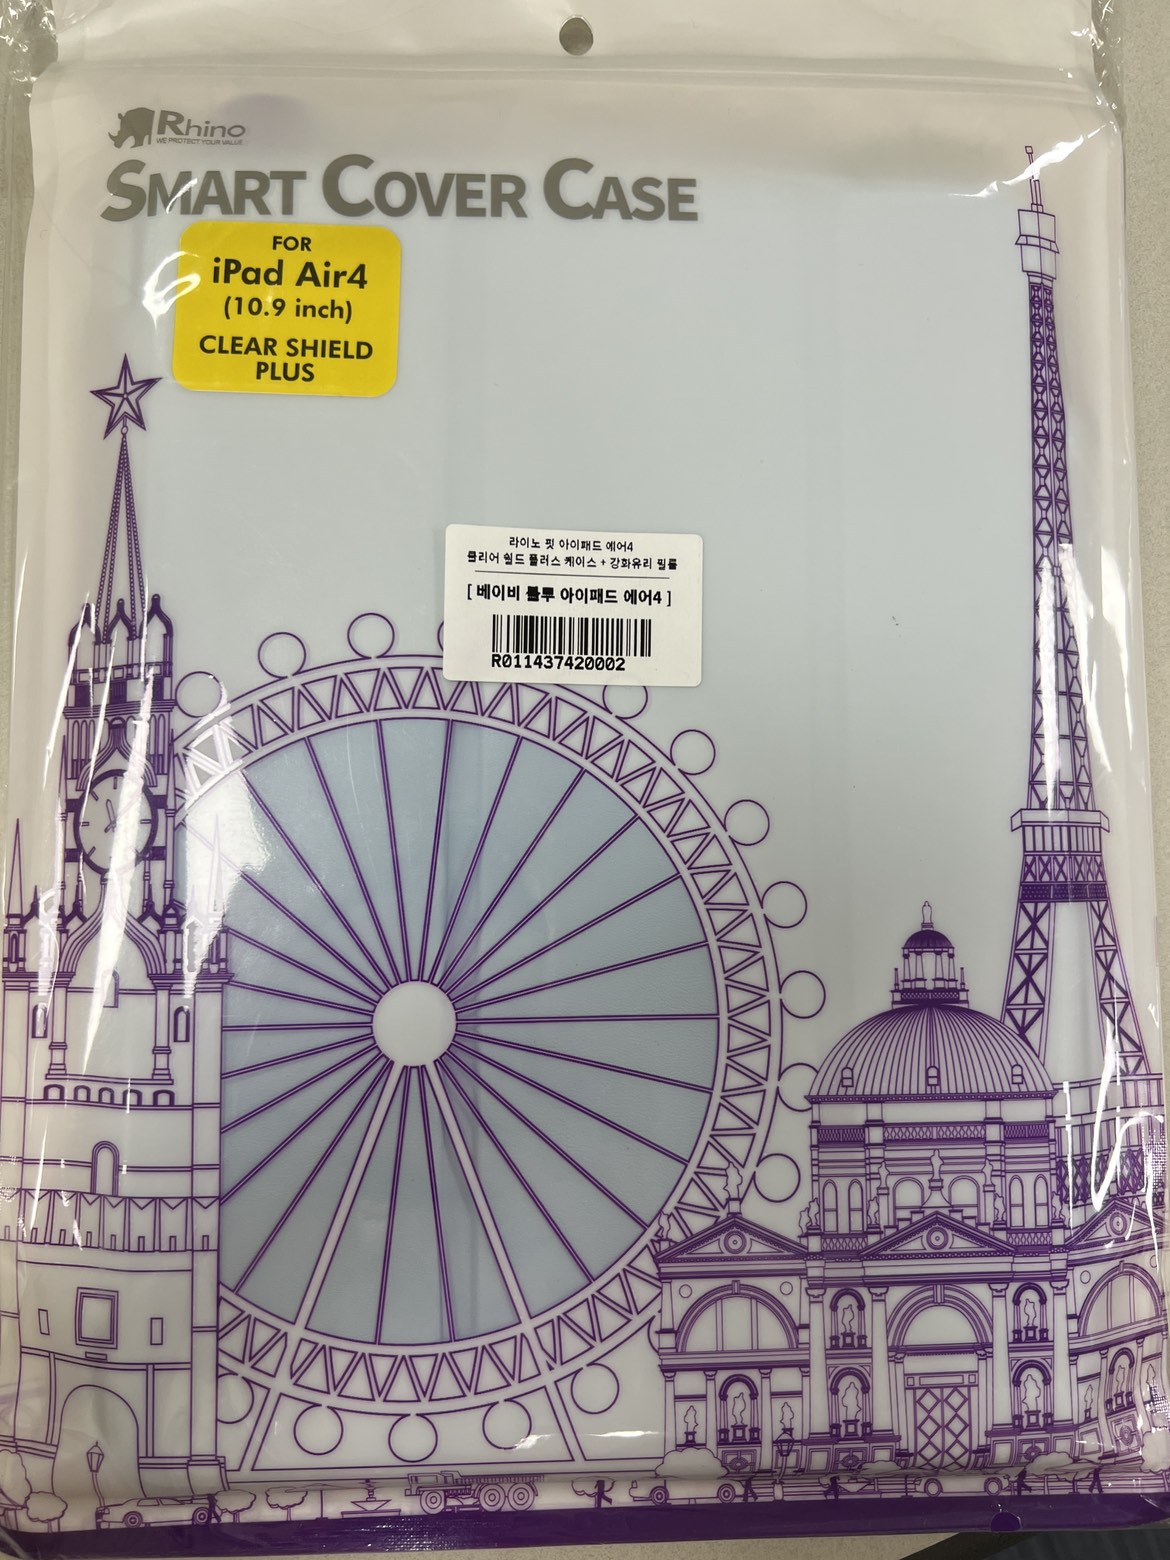 Rhino
WE PROTECT YOUR VALUE
SMART COVER CASE
FOR
iPad Air4
(10.9 inch)
CLEAR SHIELD
PLUS
라이노 핏 아이패드 에어4
클리어 쉴드 플러스 케이스 + 강화유리 필름
[ 베이비 블루 아이패드 에어4 ]
R011437420002